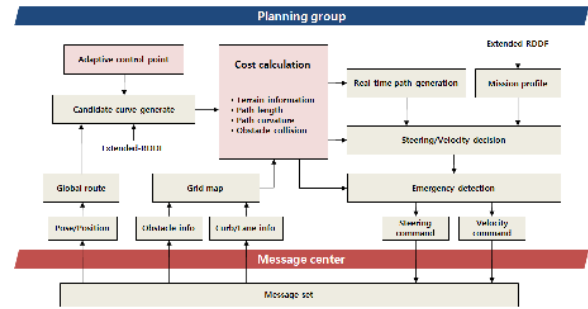 Planning group
Extended RDDF
Adaptive control point
Cost calculation
• Terrain information
• Path length
• Path curvature
• Obstacle collision
Real time path generation
Mission profile
Candidate curve generate
Extended-RDDF
Steering/Velocity decision
Global route
Grid map
Emergency detection
Pose/Position
Obstacle info
Curb/Lane info
Steering
command
Velocity
command
Message center
Message set